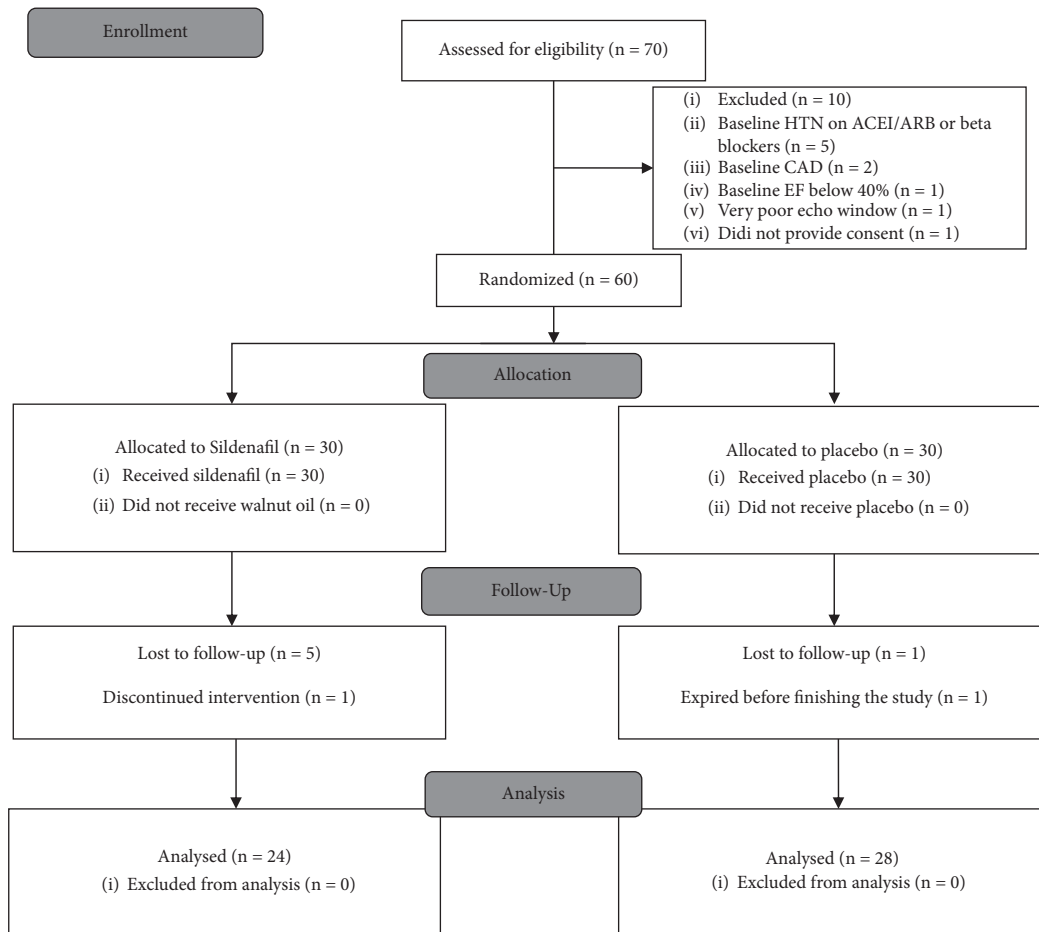 Enrollment
Assessed for eligibility (n = 70)
(i) Excluded (n = 10)
(ii) Baseline HTN on ACEI/ARB or beta
blockers (n = 5)
(iii) Baseline CAD (n = 2)
(iv) Baseline EF below 40% (n = 1)
(v) Very poor echo window (n = 1)
(vi) Didi not provide consent (n = 1)
Randomized (n = 60)
Allocation
Allocated to Sildenafil (n = 30)
(i) Received sildenafil (n = 30)
(ii) Did not receive walnut oil (n = 0)
Allocated to placebo (n = 30)
(i) Received placebo (n = 30)
(ii) Did not receive placebo (n = 0)
Follow-Up
Lost to follow-up (n = 5)
Discontinued intervention (n = 1)
Lost to follow-up (n = 1)
Expired before finishing the study (n = 1)
Analysis
Analysed (n = 24)
(i) Excluded from analysis (n = 0)
Analysed (n = 28)
(i) Excluded from analysis (n = 0)